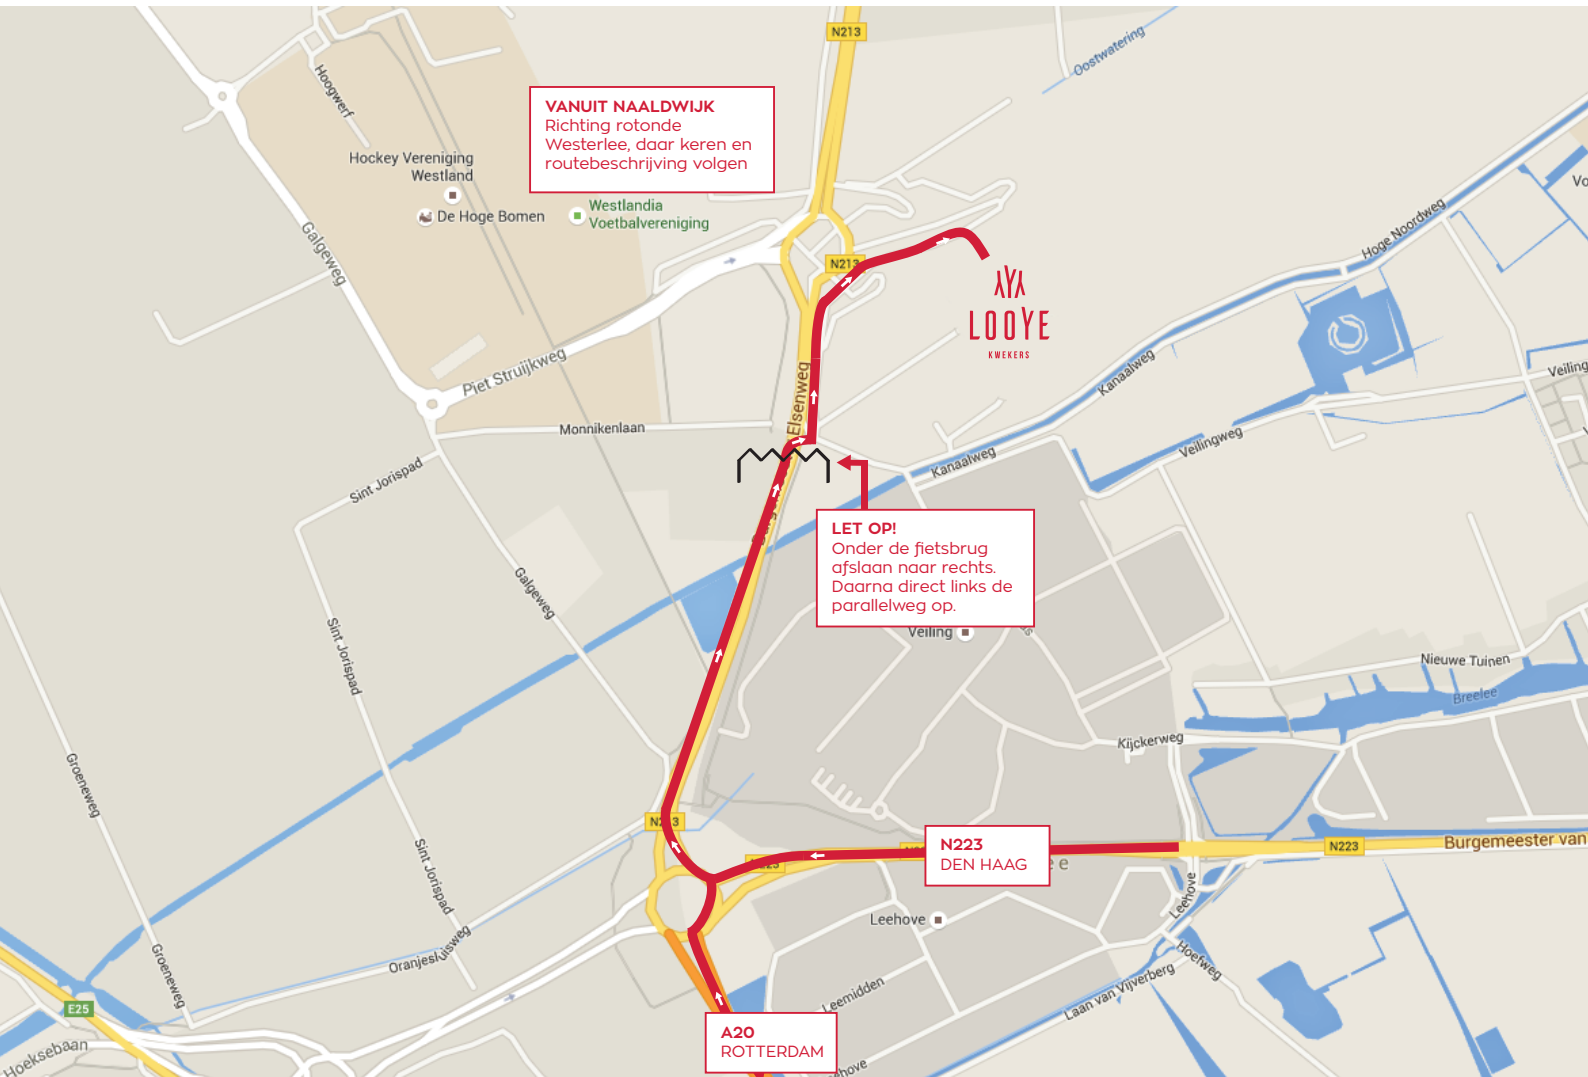 N213
Oostwatering
Hoogwerf
VANUIT NAALDWIJK
Richting rotonde
Westerlee, daar keren en
routebeschrijving volgen
Hockey Vereniging
Westland
De Hoge Bomen
Westlandia
Voetbalvereniging
Vo
Galgeweg
Hoge Noordweg
N213
LOOYE
KWEKERS
Piet Struijkweg
Elsenweg
Kanaalweg
Veiling
Monnikenlaan
Veilingweg
Kanaalweg
Sint Jorispad
LET OP!
Onder de fietsbrug
afslaan naar rechts.
Daarna direct links de
parallelweg op.
Galgeweg
Veiling
Sint Jorispad
Nieuwe Tuinen
Breelee
Kijckerweg
Groeneweg
N223
DEN HAAG
N223
Burgemeester van
Sint Jorispad
Leehove
Leehove
Oranjesluisweg
Groeneweg
Hoefweg
Laan van Vijverberg
Leemidden
E25
Hoeksebaan
A20
ROTTERDAM